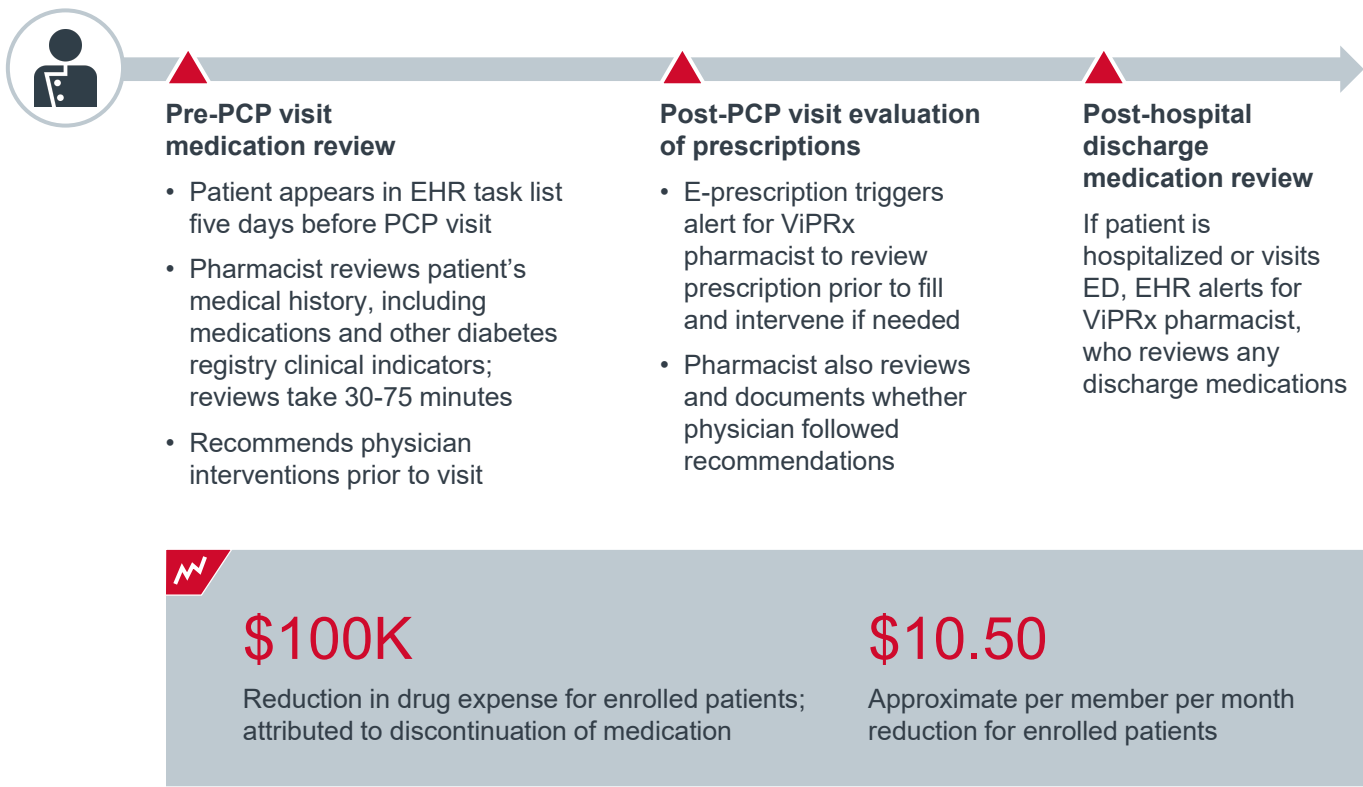 Pre-PCP visit
medication review
• Patient appears in EHR task list
five days before PCP visit
• Pharmacist reviews patient’s
medical history, including
medications and other diabetes
registry clinical indicators;
reviews take 30-75 minutes
• Recommends physician
interventions prior to visit
Post-PCP visit evaluation
of prescriptions
• E-prescription triggers
alert for ViPRx
pharmacist to review
prescription prior to fill
and intervene if needed
• Pharmacist also reviews
and documents whether
physician followed
recommendations
Post-hospital
discharge
medication review
If patient is
hospitalized or visits
ED, EHR alerts for
ViPRx pharmacist,
who reviews any
discharge medications
$100K
Reduction in drug expense for enrolled patients;
attributed to discontinuation of medication
$10.50
Approximate per member per month
reduction for enrolled patients